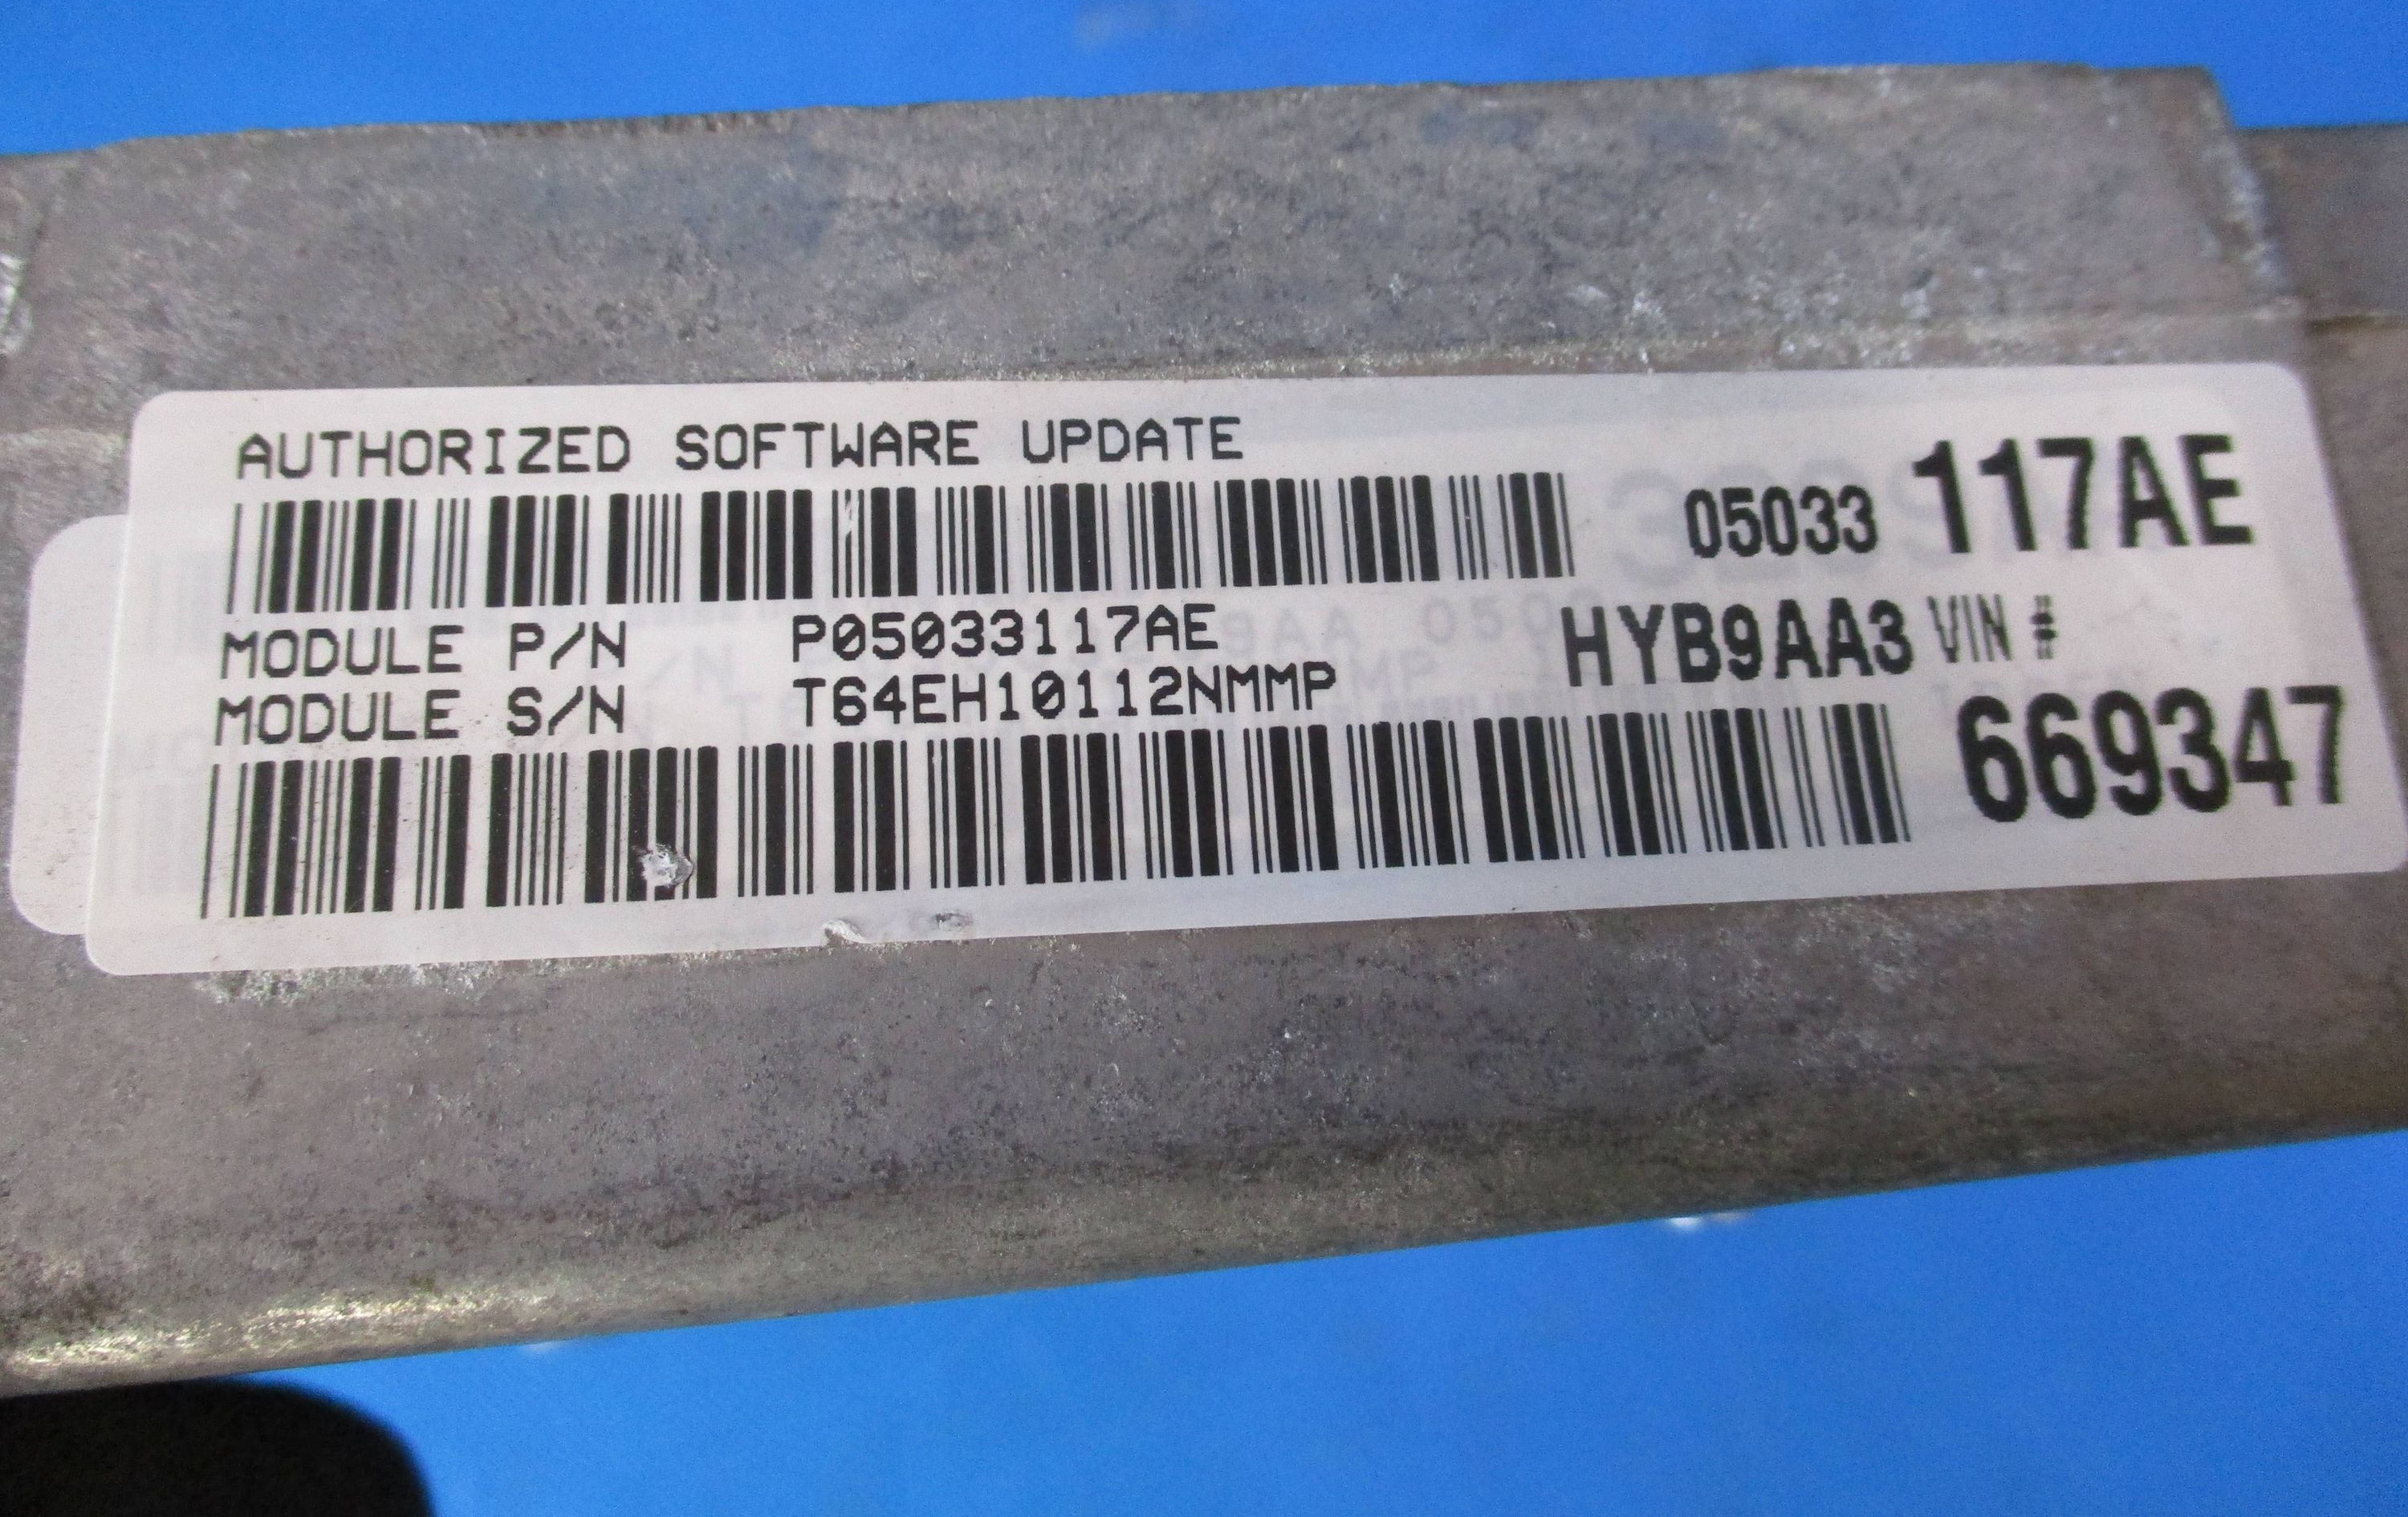 AUTHORIZED SOFTWARE UPDATE
05033 117AE
MODULE P/N P05033117AE
HYB9AA3 VIN #
MODULE S/N T64EH10112NMMP
669347